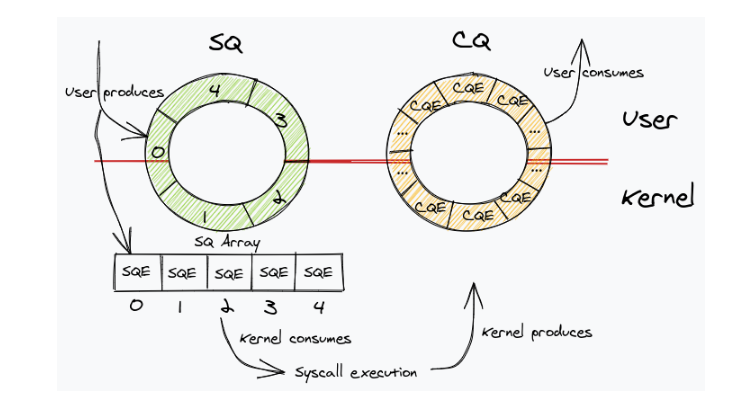 SQ
CQ
User produces
User consumes
4
3
0
2
1
CQE
CQE
CQE
...
...
...
...
CQE
CQE
CQE
User
Kernel
SQ Array
SQE SQE SQE SQE SQE
0 1 2 3 4
Kernel consumes
Kernel produces
Syscall execution